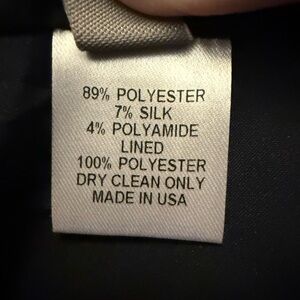 89% POLYESTER
7% SILK
4% POLYAMIDE
LINED
100% POLYESTER
DRY CLEAN ONLY
MADE IN USA